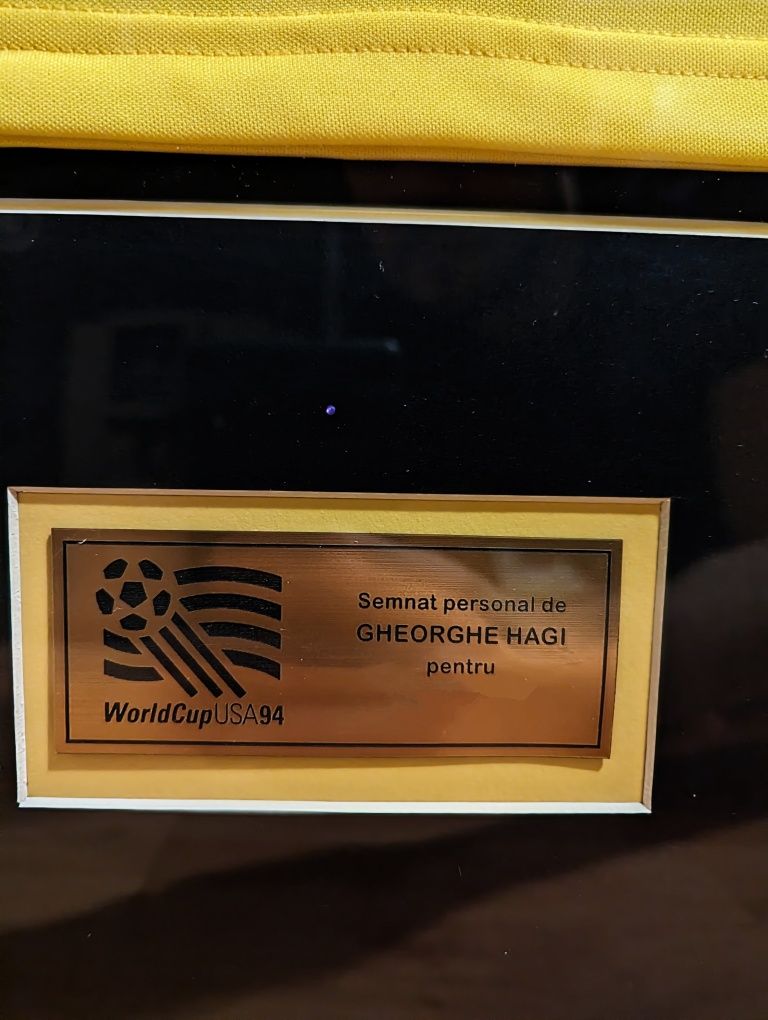 WorldCupUSA94
Semnat personal de
GHEORGHE HAGI
pentru